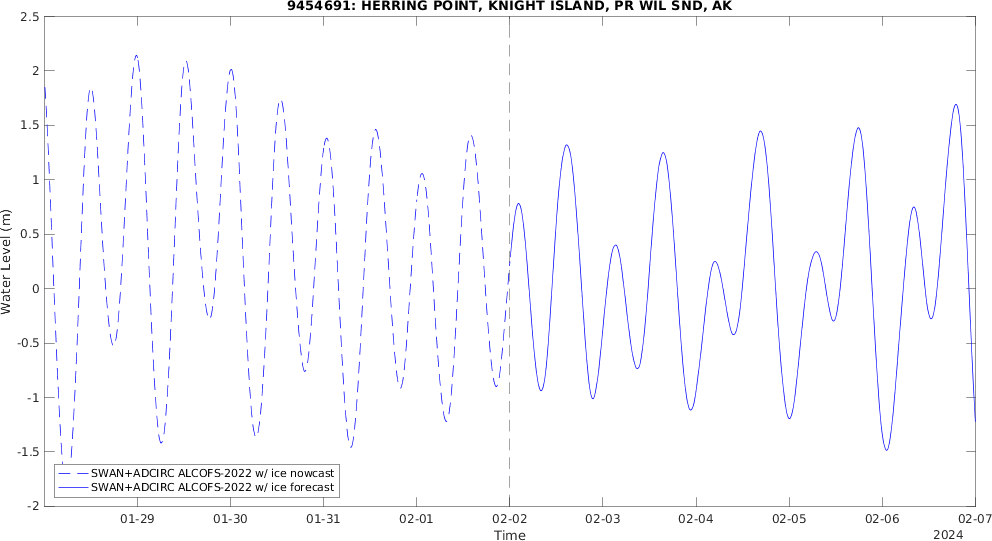 9454691: HERRING POINT, KNIGHT ISLAND, PR WIL SND, AK
Water Level (m)
2.5
2
1.5
1
0.5
0
-0.5
-1
-1.5
-2
SWAN+ADCIRC ALCOFS-2022 w/ ice nowcast
SWAN+ADCIRC ALCOFS-2022 w/ ice forecast
01-29 01-30 01-31 02-01 02-02 02-03 02-04 02-05 02-06 02-07
Time
2024